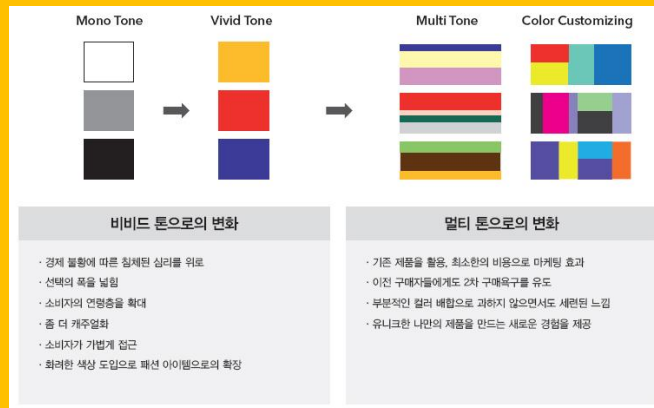 Mono Tone
Vivid Tone
Multi Tone
Color Customizing
비비드 톤으로의 변화
· 경제 불황에 따른 침체된 심리를 위로
· 선택의 폭을 넓힘
· 소비자의 연령층을 확대
· 좀 더 캐주얼화
· 소비자가 가볍게 접근
· 화려한 색상 도입으로 패션 아이템으로의 확장
멀티 톤으로의 변화
· 기존 제품을 활용, 최소한의 비용으로 마케팅 효과
· 이전 구매자들에게도 2차 구매욕구를 유도
· 부분적인 컬러 배합으로 과하지 않으면서도 세련된 느낌
· 유니크한 나만의 제품을 만드는 새로운 경험을 제공